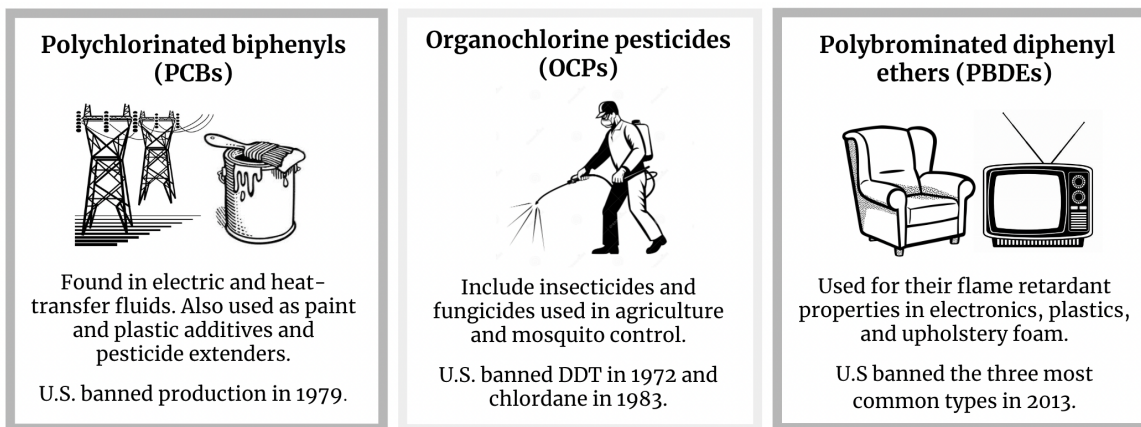 Polychlorinated biphenyls
(PCBs)
Found in electric and heat-
transfer fluids. Also used as paint
and plastic additives and
pesticide extenders.
U.S. banned production in 1979.
Organochlorine pesticides
(OCPs)
Include insecticides and
fungicides used in agriculture
and mosquito control.
U.S. banned DDT in 1972 and
chlordane in 1983.
Polybrominated diphenyl
ethers (PBDEs)
Used for their flame retardant
properties in electronics, plastics,
and upholstery foam.
U.S banned the three most
common types in 2013.